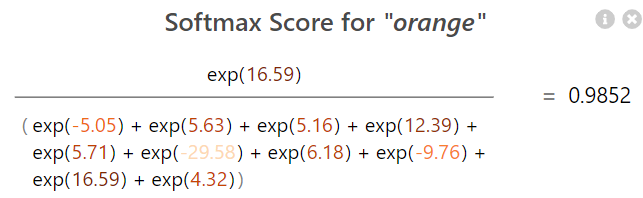 Softmax Score for "orange"
exp(16.59)
(exp(-5.05) + exp(5.63) + exp(5.16) + exp(12.39) +
exp(5.71) + exp(-29.58) + exp(6.18) + exp(-9.76) +
exp(16.59) + exp(4.32))
= 0.9852